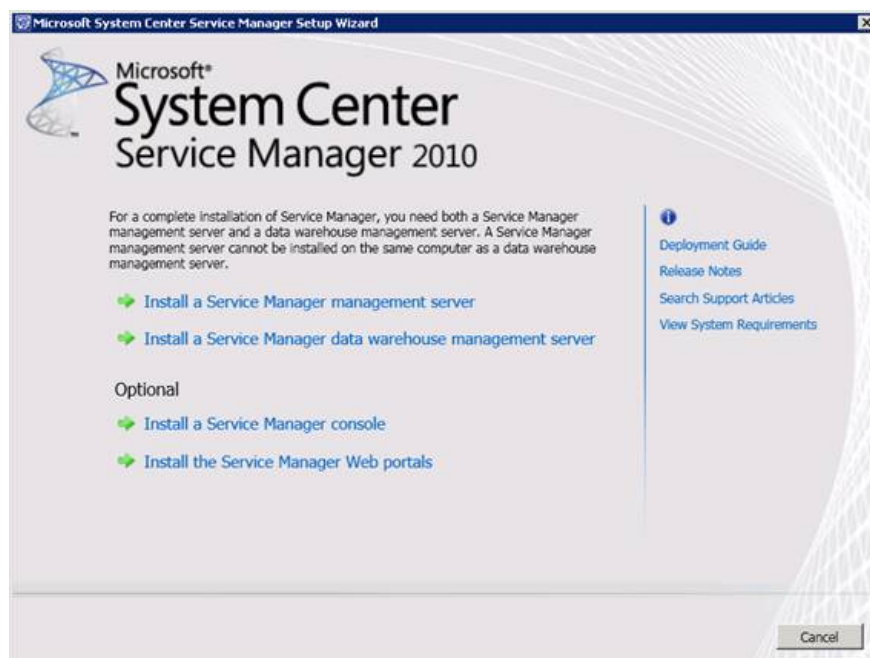 Microsoft System Center Service Manager Setup Wizard
Microsoft®
System Center
Service Manager 2010
For a complete installation of Service Manager, you need both a Service Manager
management server and a data warehouse management server. A Service Manager
management server cannot be installed on the same computer as a data warehouse
management server.
Install a Service Manager management server
Install a Service Manager data warehouse management server
Optional
Install a Service Manager console
Install the Service Manager Web portals
Deployment Guide
Release Notes
Search Support Articles
View System Requirements
Cancel